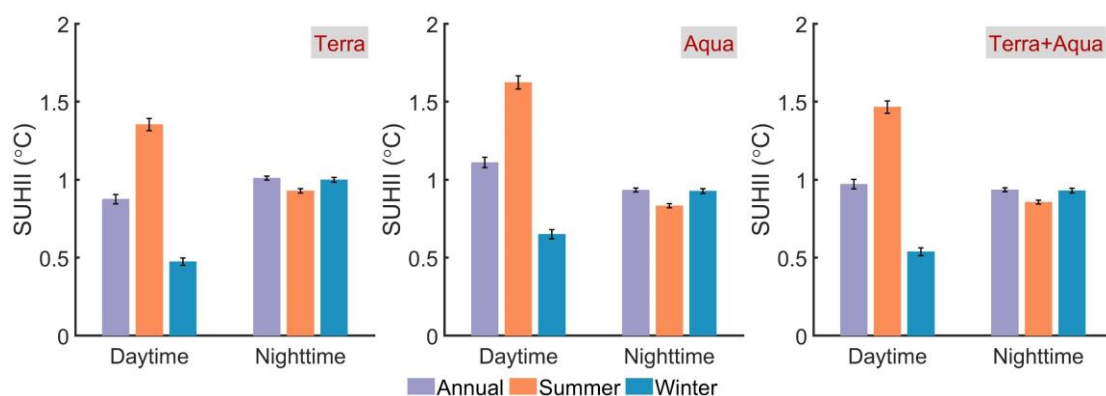 Terra
SUHII (°C)
2
1.5
1
0.5
0
Daytime
Nighttime
Aqua
SUHII (°C)
2
1.5
1
0.5
0
Daytime
Nighttime
Terra+Aqua
SUHII (°C)
2
1.5
1
0.5
0
Daytime
Nighttime
Annual Summer Winter